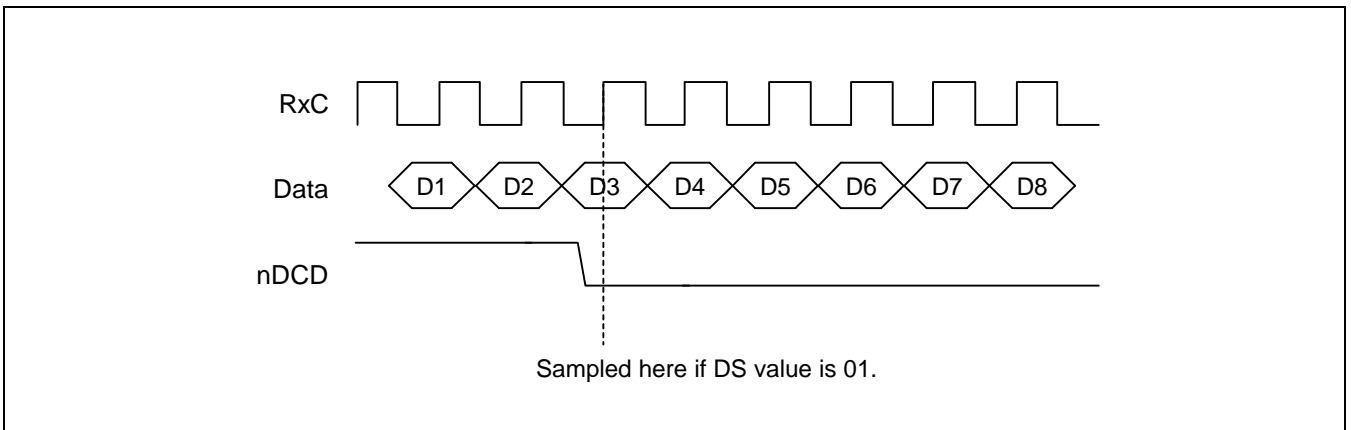 RxC
Data D1 D2 D3 D4 D5 D6 D7 D8
nDCD
Sampled here if DS value is 01.